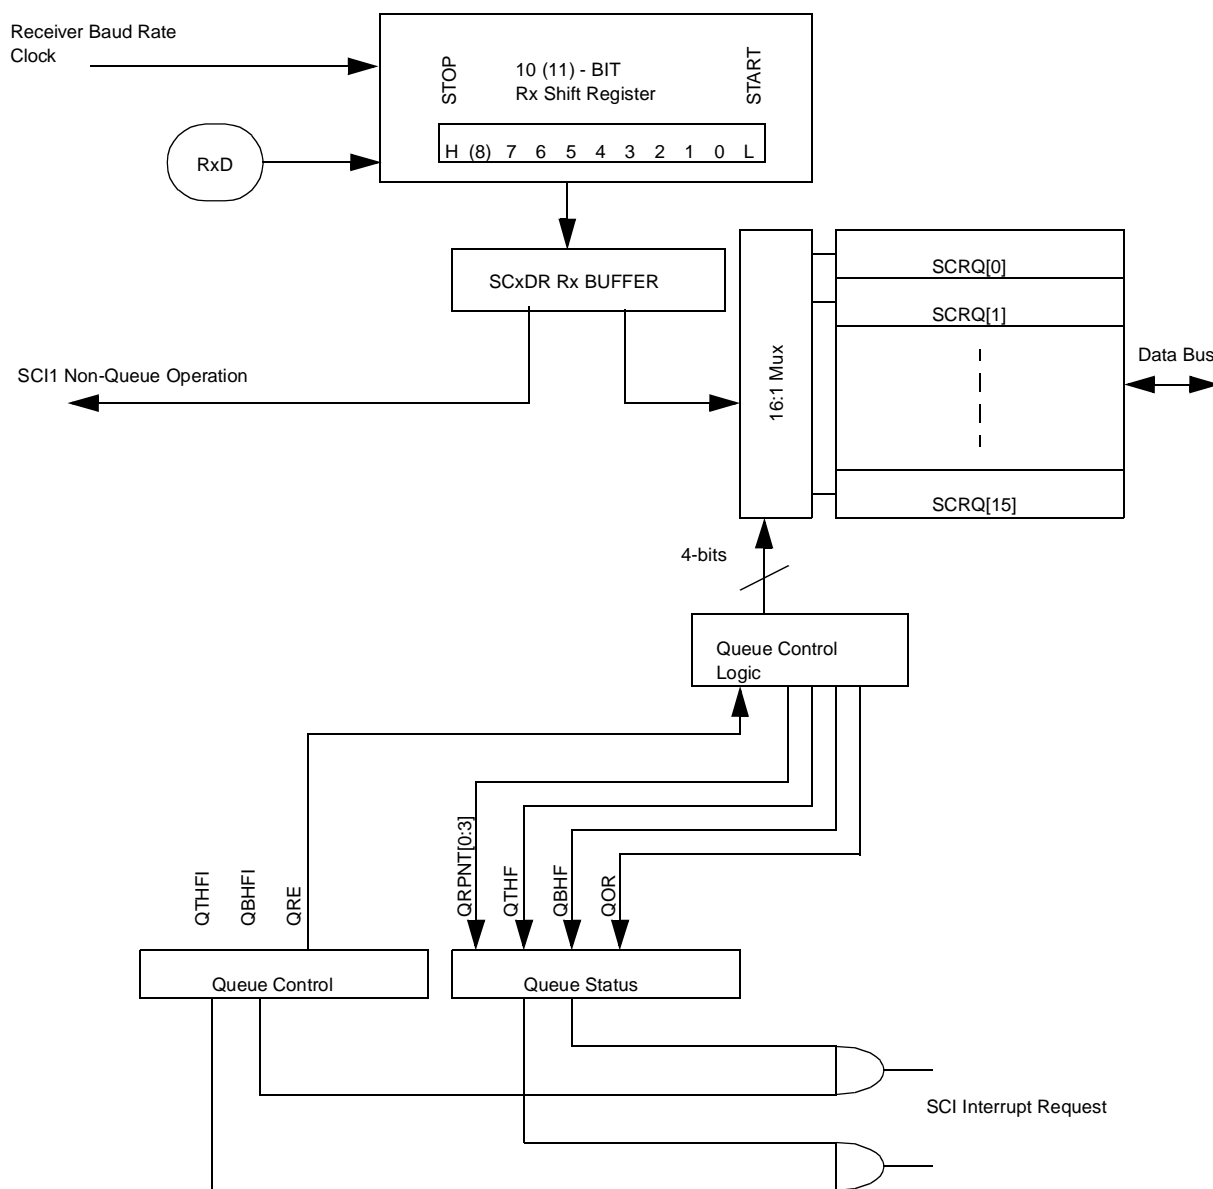 Receiver Baud Rate
Clock
STOP
10 (11) - BIT
Rx Shift Register
START
H (8) 7 6 5 4 3 2 1 0 L
RxD
SCxDR Rx BUFFER
16:1 Mux
SCRQ[0]
SCRQ[1]
SCRQ[15]
Data Bus
SCI1 Non-Queue Operation
4-bits
Queue Control
Logic
QTHFI
QBHFI
QRE
QRPNT[0:3]
QTHF
QBHF
QOR
Queue Control
Queue Status
SCI Interrupt Request